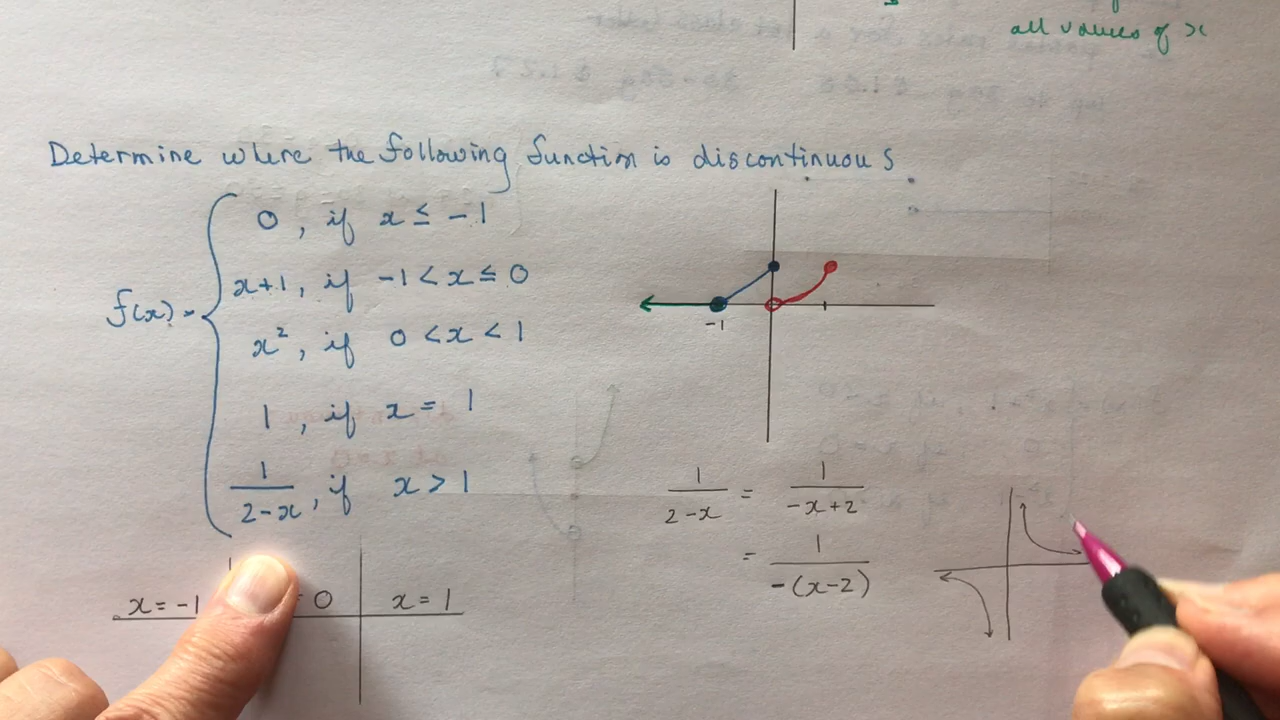 all values of x
Determine where the following function is discontinuous
f(x) = { 0, if x ≤ -1
x+1, if -1 < x ≤ 0
x², if 0 < x < 1
1, if x = 1
1/(2-x), if x > 1
-1
1/(2-x) = 1/(-x+2)
= 1/(-(x-2))
x = -1 = 0 x = 1